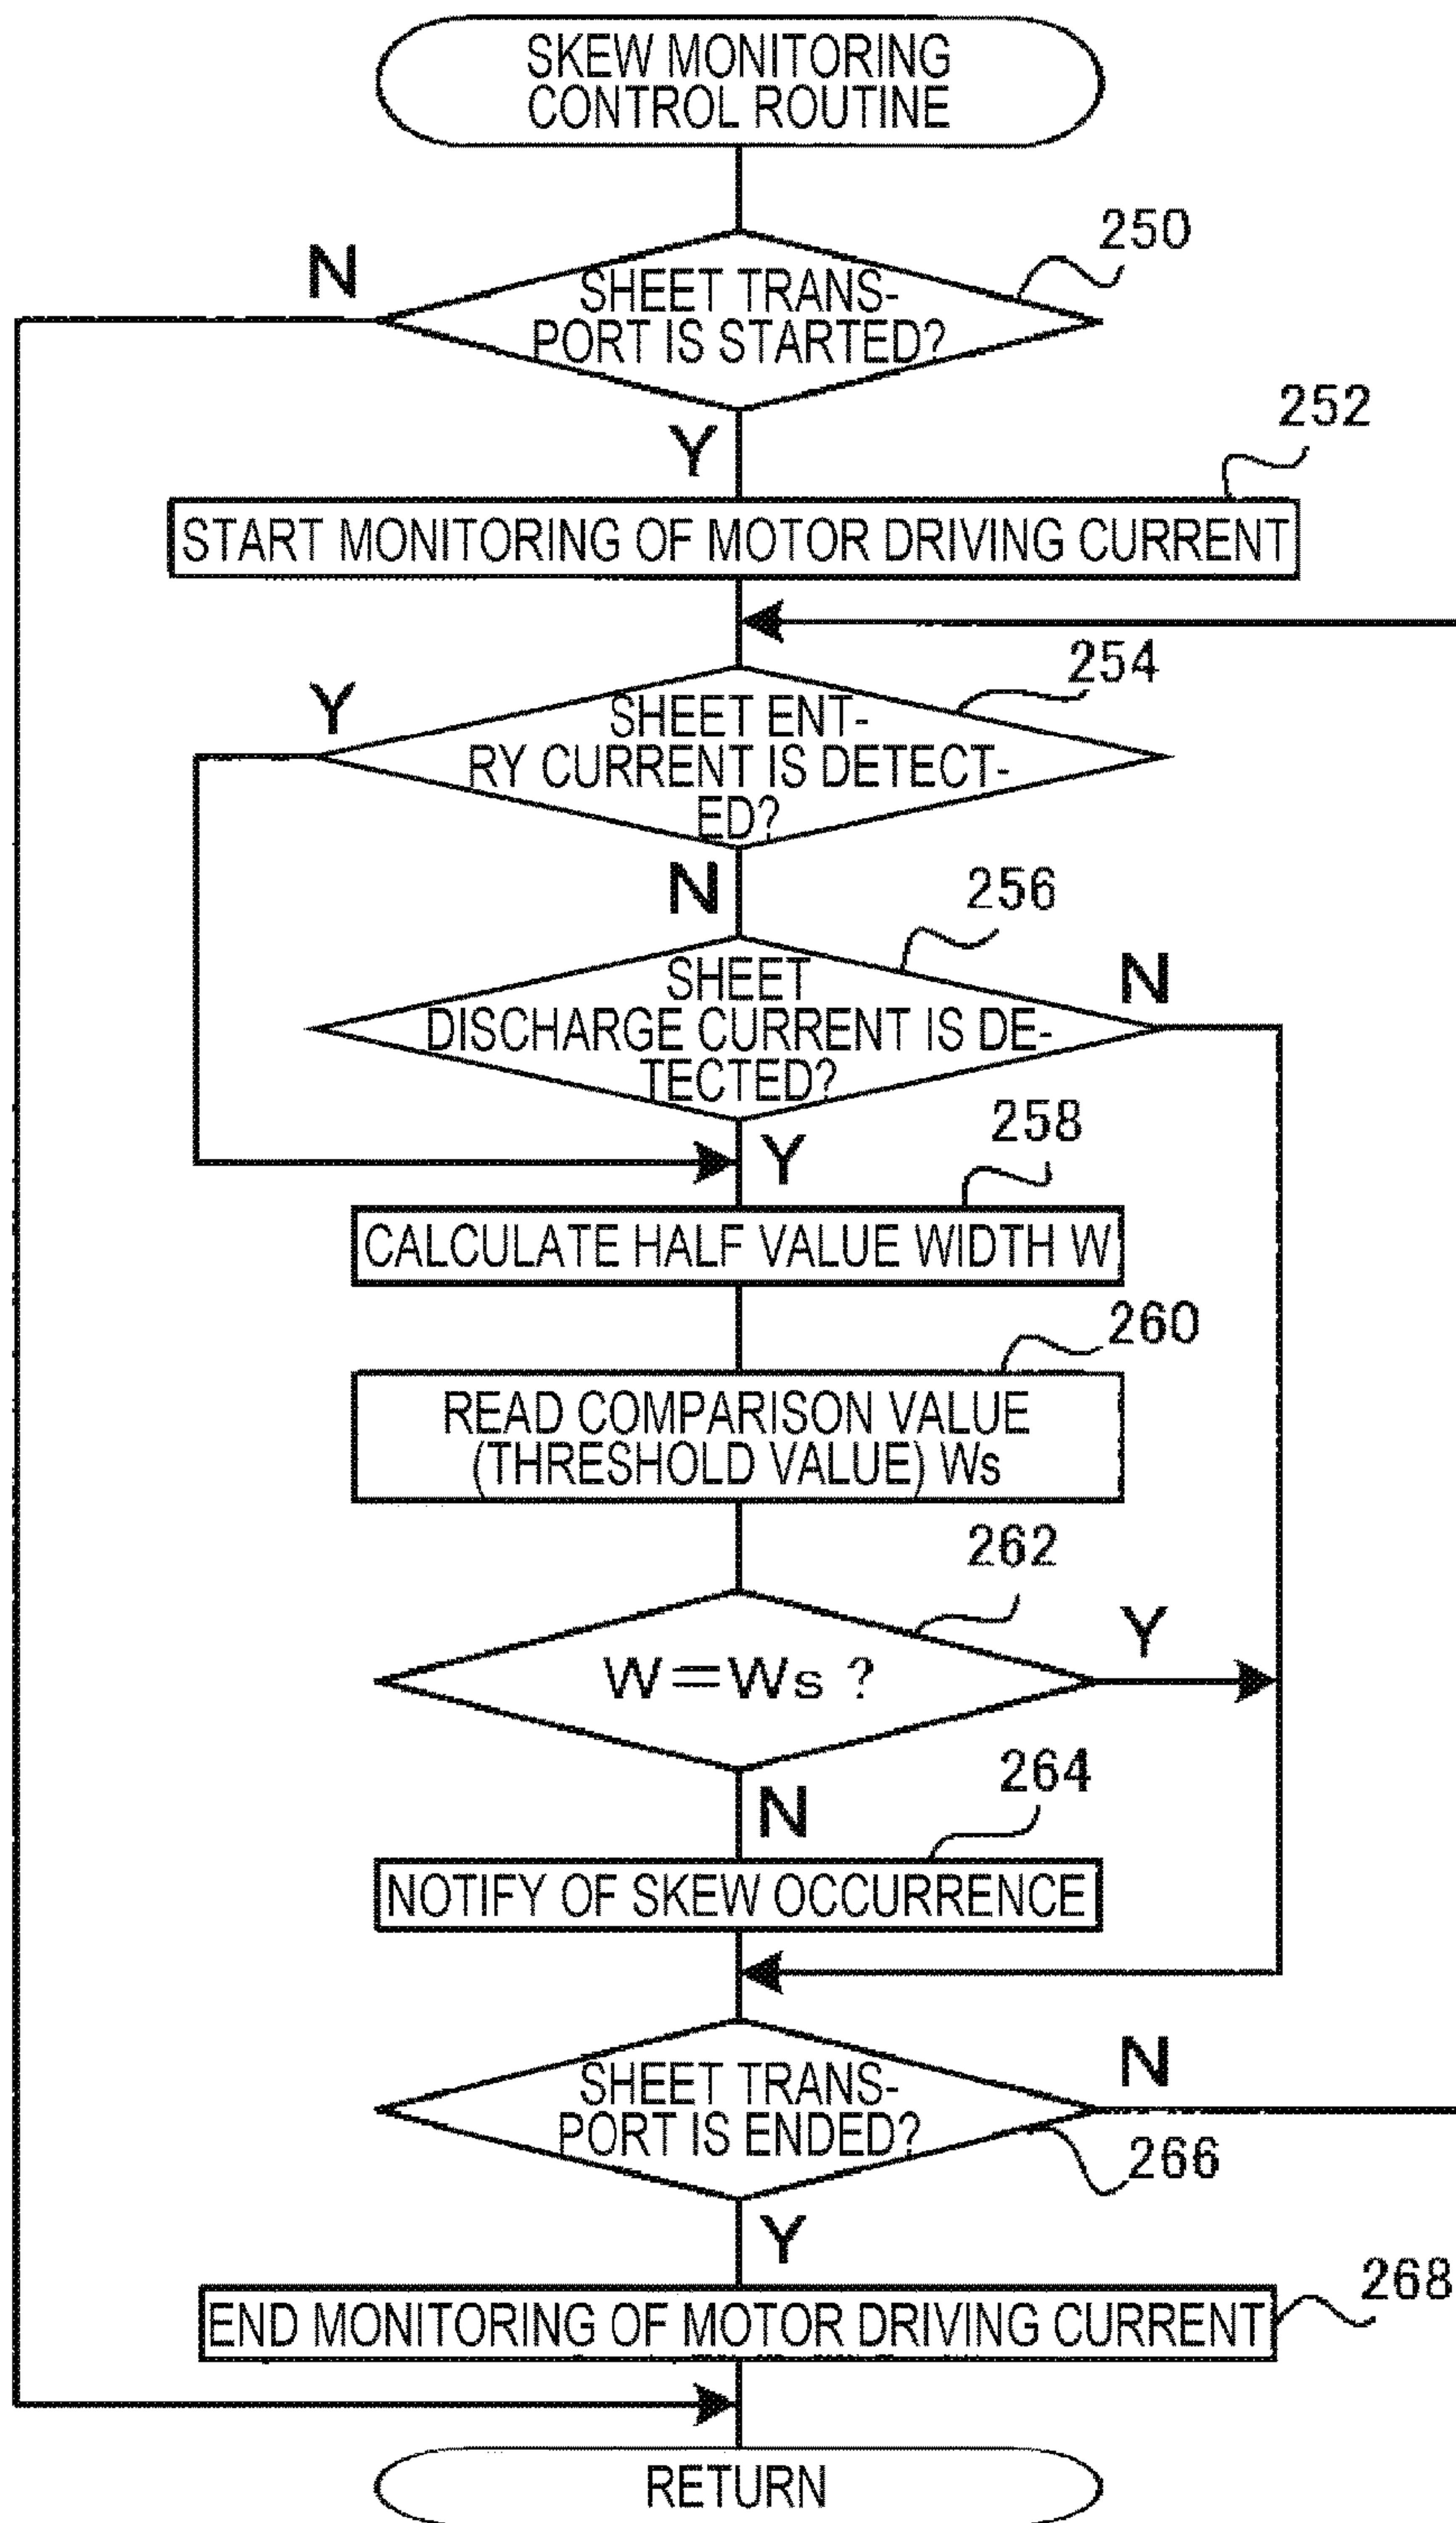 SKEW MONITORING
CONTROL ROUTINE
250
N
SHEET TRANS-
PORT IS STARTED?
252
Y
START MONITORING OF MOTOR DRIVING CURRENT
254
Y
SHEET ENT-
RY CURRENT IS DETECT-
ED?
N
256
N
SHEET
DISCHARGE CURRENT IS DE-
TECTED?
258
Y
CALCULATE HALF VALUE WIDTH W
260
READ COMPARISON VALUE
(THRESHOLD VALUE) Ws
262
Y
W=Ws ?
264
N
NOTIFY OF SKEW OCCURRENCE
N
SHEET TRANS-
PORT IS ENDED?
266
Y
268
END MONITORING OF MOTOR DRIVING CURRENT
RETURN